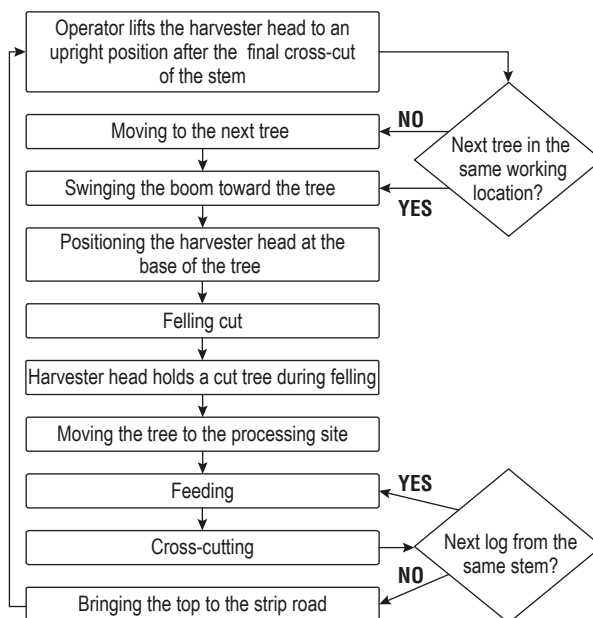 Operator lifts the harvester head to an
upright position after the final cross-cut
of the stem
NO
Moving to the next tree
Next tree in the
same working
location?
Swinging the boom toward the tree
YES
Positioning the harvester head at the
base of the tree
Felling cut
Harvester head holds a cut tree during felling
Moving the tree to the processing site
YES
Feeding
Next log from the
same stem?
Cross-cutting
NO
Bringing the top to the strip road